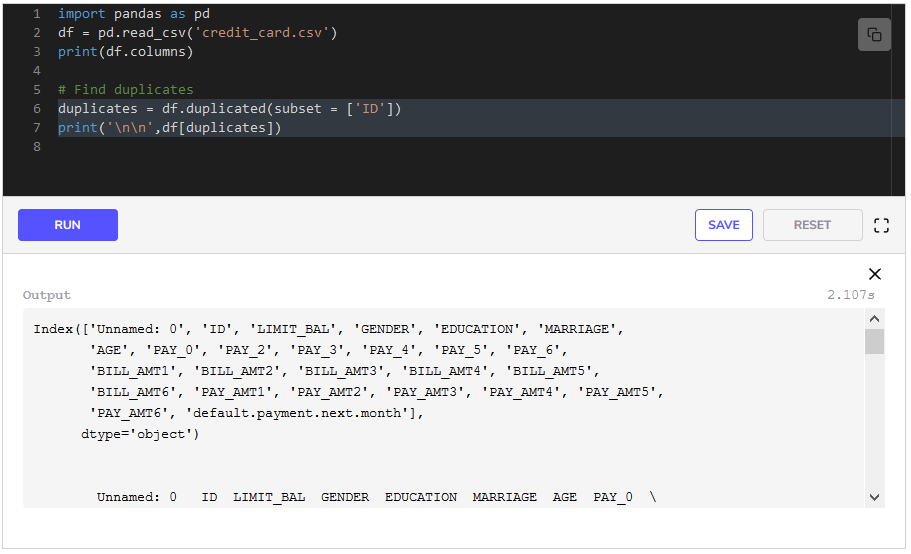 1 import pandas as pd
2 df = pd.read_csv('credit_card.csv')
3 print(df.columns)
4
5 # Find duplicates
6 duplicates = df.duplicated(subset = ['ID'])
7 print('\n\n',df[duplicates])
8
RUN
SAVE
RESET
Output
2.107s
Index(['Unnamed: 0', 'ID', 'LIMIT_BAL', 'GENDER', 'EDUCATION', 'MARRIAGE',
'AGE', 'PAY_0', 'PAY_2', 'PAY_3', 'PAY_4', 'PAY_5', 'PAY_6',
'BILL_AMT1', 'BILL_AMT2', 'BILL_AMT3', 'BILL_AMT4', 'BILL_AMT5',
'BILL_AMT6', 'PAY_AMT1', 'PAY_AMT2', 'PAY_AMT3', 'PAY_AMT4', 'PAY_AMT5',
'PAY_AMT6', 'default.payment.next.month'],
dtype='object')
Unnamed: 0 ID LIMIT_BAL GENDER EDUCATION MARRIAGE AGE PAY_0 \